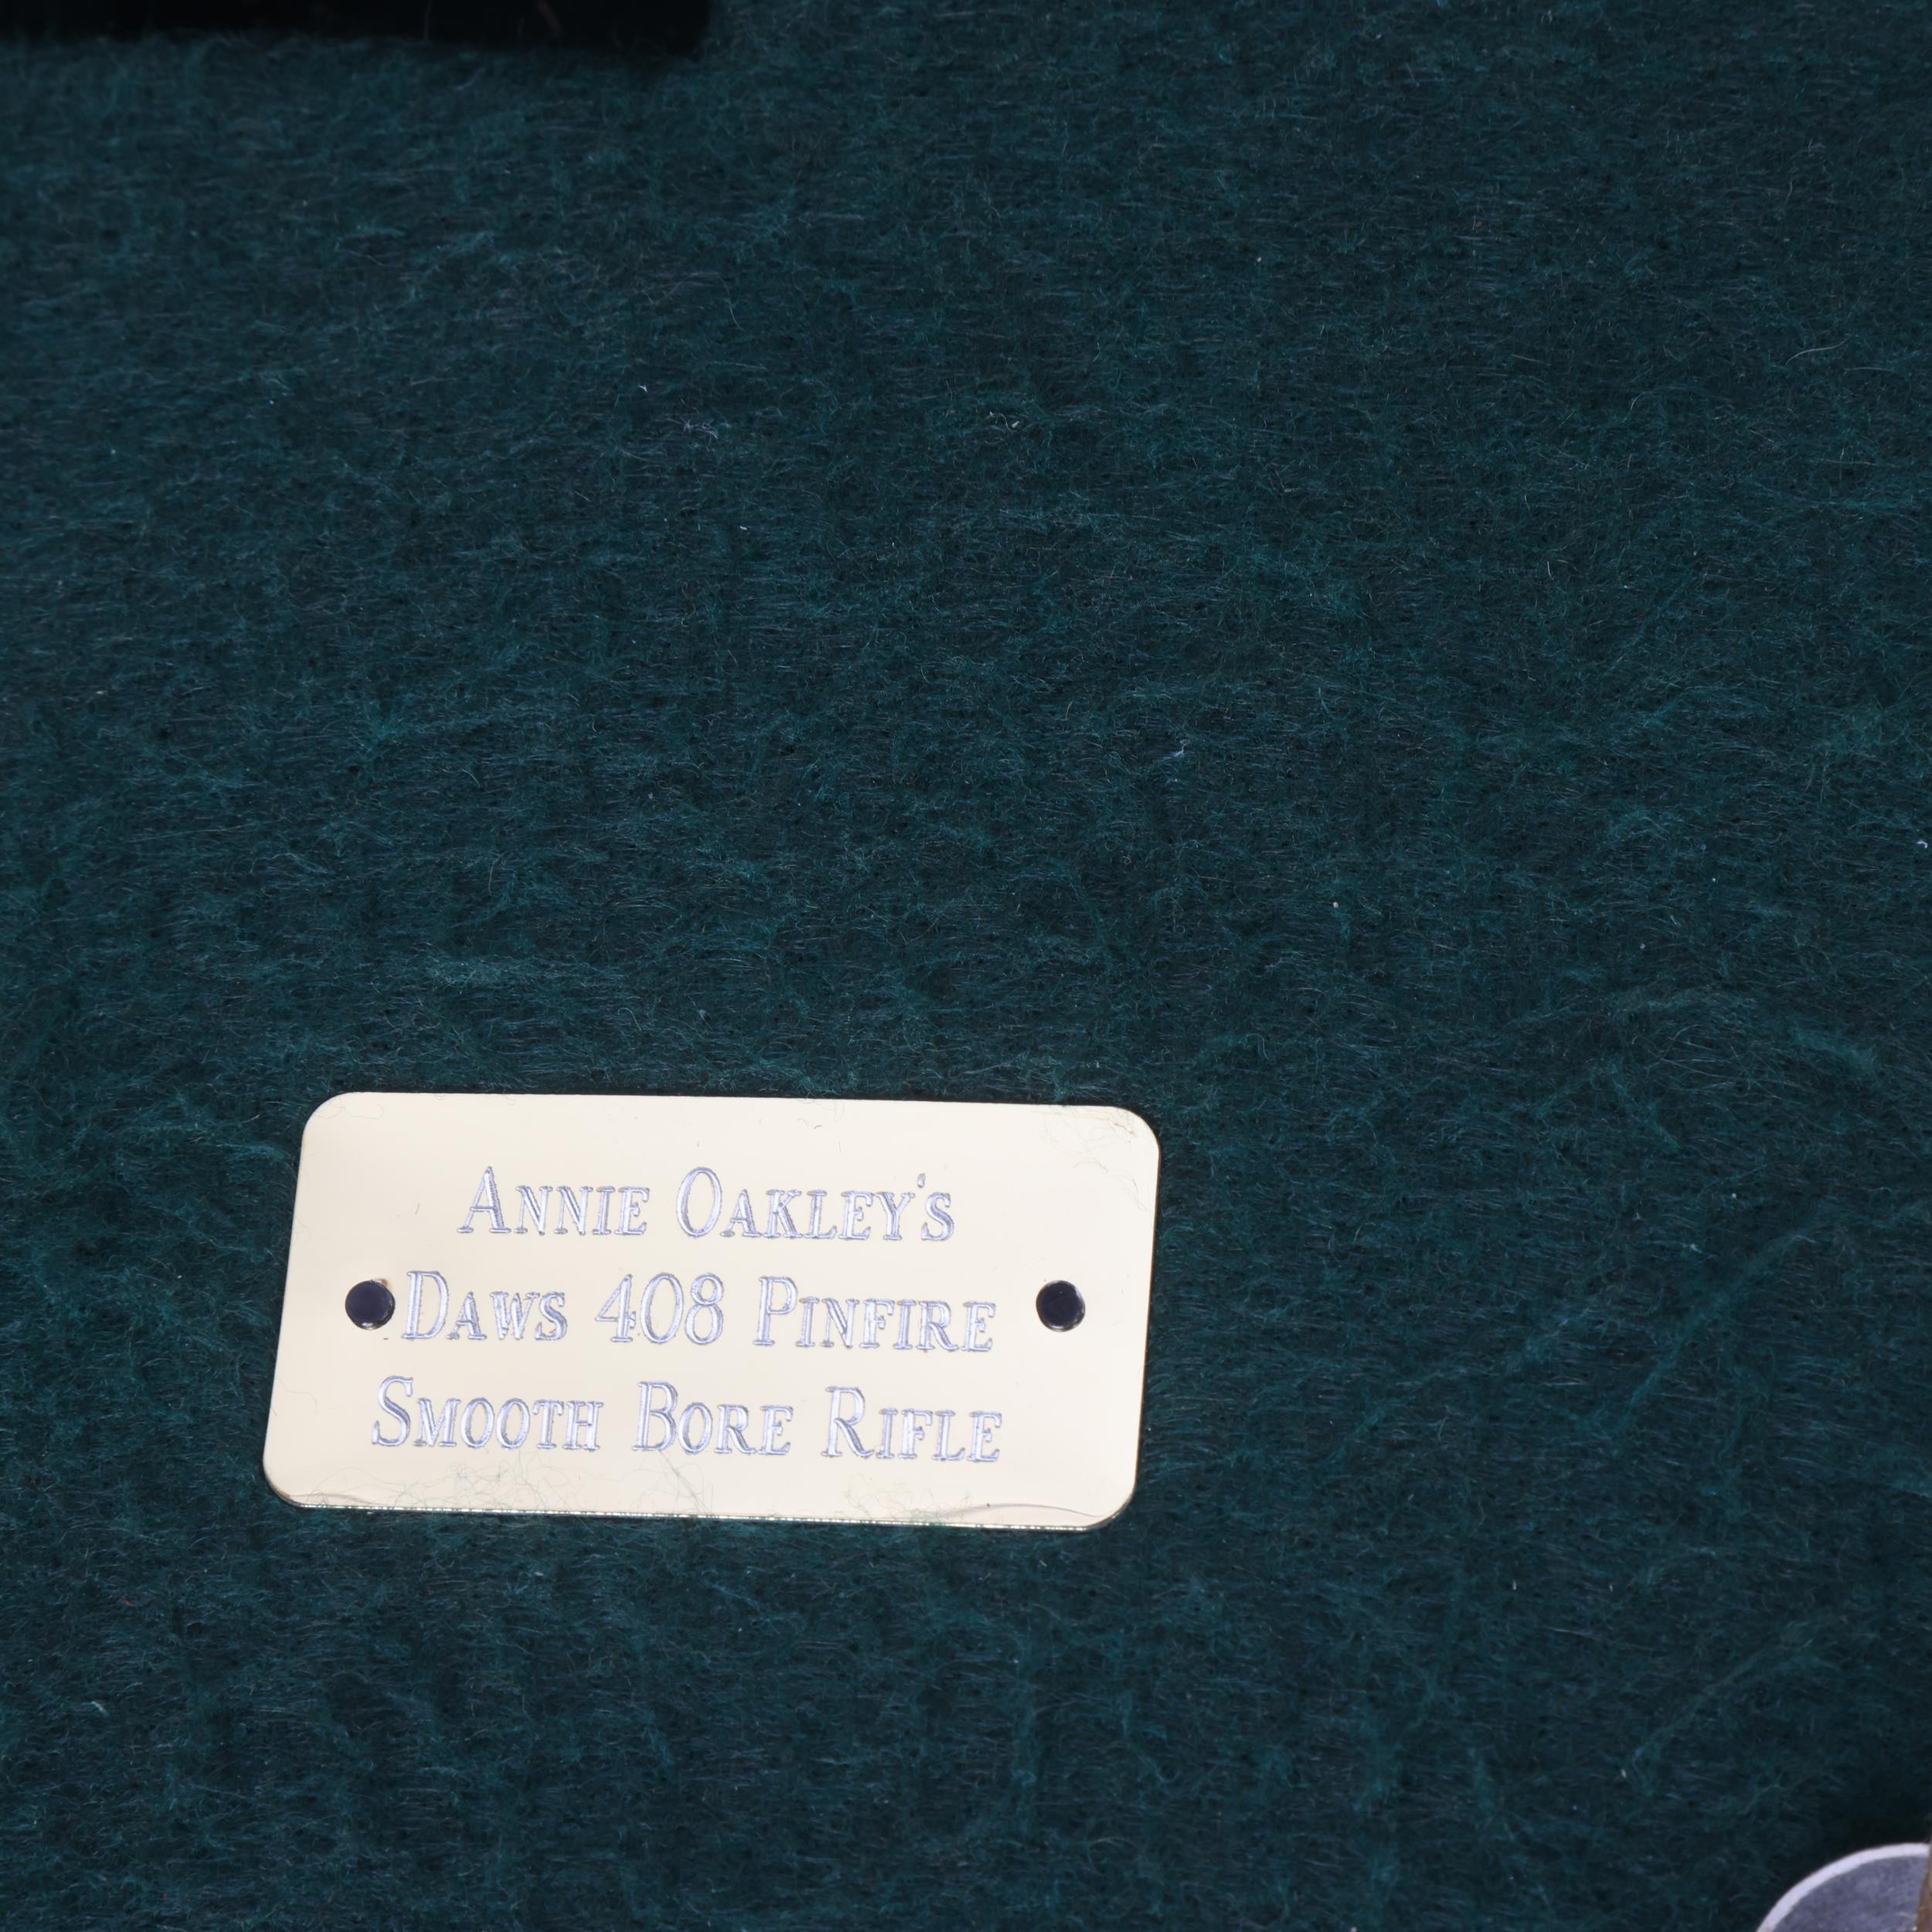 Annie Oakley's
Daws 408 Pinfire
Smooth Bore Rifle